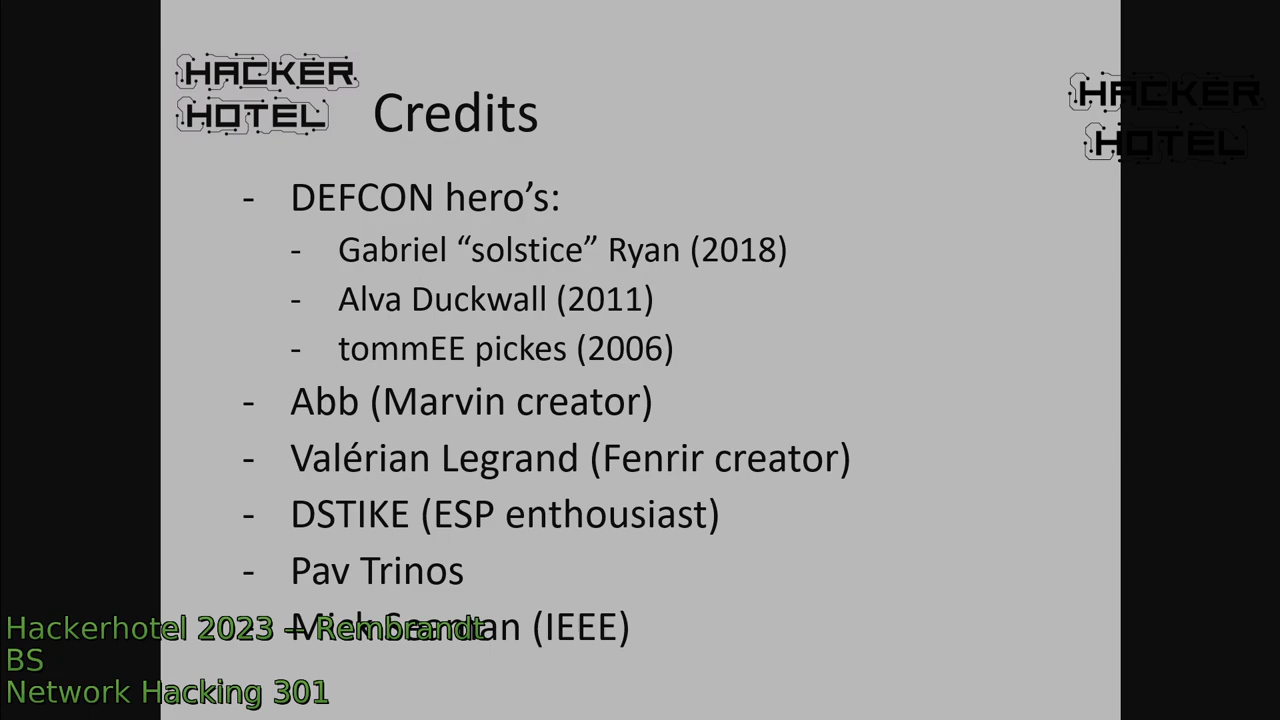 HACKER
HOTEL
Credits
HACKER
HOTEL
- DEFCON hero’s:
- Gabriel “solstice” Ryan (2018)
- Alva Duckwall (2011)
- tommEE pickes (2006)
- Abb (Marvin creator)
- Valérian Legrand (Fenrir creator)
- DSTIKE (ESP enthousiast)
- Pav Trinos
- Mick (IEEE)
Hackerhotel 2023 – Rembrandt
BS
Network Hacking 301